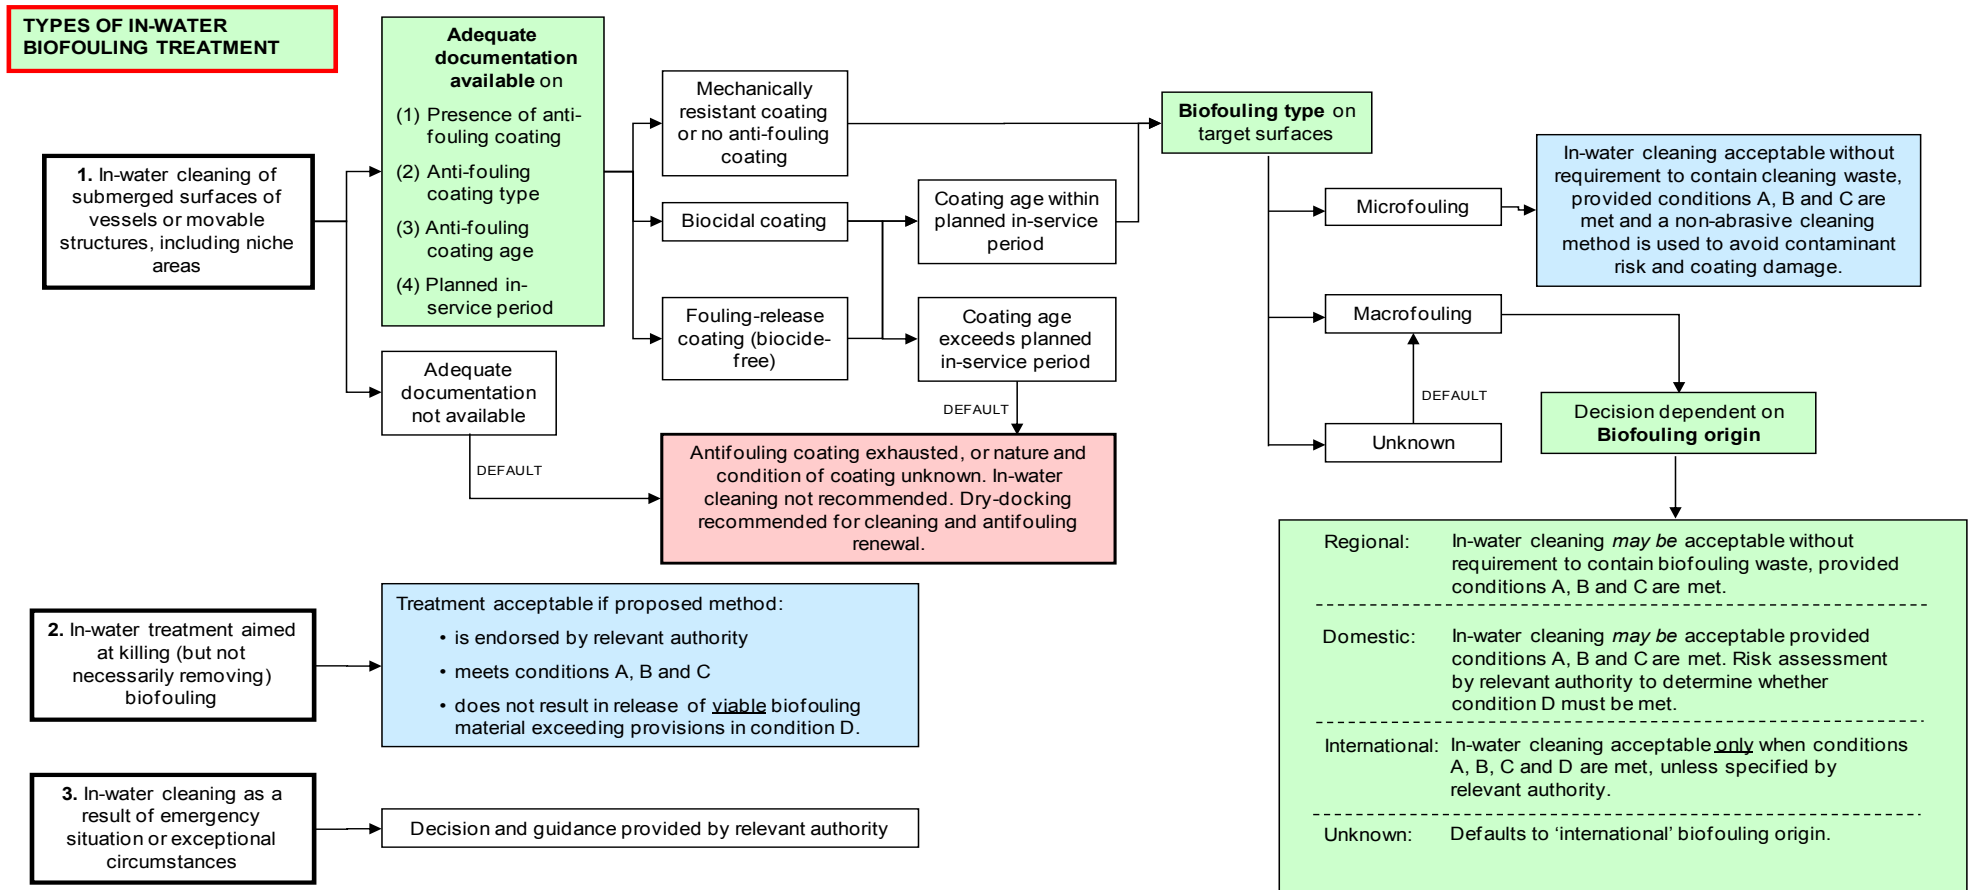 TYPES OF IN-WATER
BIOFOULING TREATMENT
1. In-water cleaning of
submerged surfaces of
vessels or movable
structures, including niche
areas
Adequate
documentation
available on
(1) Presence of anti-
fouling coating
(2) Anti-fouling
coating type
(3) Anti-fouling
coating age
(4) Planned in-
service period
Adequate
documentation
not available
DEFAULT
Mechanically
resistant coating
or no anti-fouling
coating
Biocidal coating
Fouling-release
coating (biocide-
free)
Coating age within
planned in-service
period
Coating age
exceeds planned
in-service period
DEFAULT
Antifouling coating exhausted, or nature and
condition of coating unknown. In-water
cleaning not recommended. Dry-docking
recommended for cleaning and antifouling
renewal.
Biofouling type on
target surfaces
Microfouling
In-water cleaning acceptable without
requirement to contain cleaning waste,
provided conditions A, B and C are
met and a non-abrasive cleaning
method is used to avoid contaminant
risk and coating damage.
Macrofouling
DEFAULT
Unknown
Decision dependent on
Biofouling origin
Regional: In-water cleaning may be acceptable without
requirement to contain biofouling waste, provided
conditions A, B and C are met.
Domestic: In-water cleaning may be acceptable provided
conditions A, B and C are met. Risk assessment
by relevant authority to determine whether
condition D must be met.
International: In-water cleaning acceptable only when conditions
A, B, C and D are met, unless specified by
relevant authority.
Unknown: Defaults to ‘international’ biofouling origin.
2. In-water treatment aimed
at killing (but not
necessarily removing)
biofouling
Treatment acceptable if proposed method:
• is endorsed by relevant authority
• meets conditions A, B and C
• does not result in release of viable biofouling
material exceeding provisions in condition D.
3. In-water cleaning as a
result of emergency
situation or exceptional
circumstances
Decision and guidance provided by relevant authority